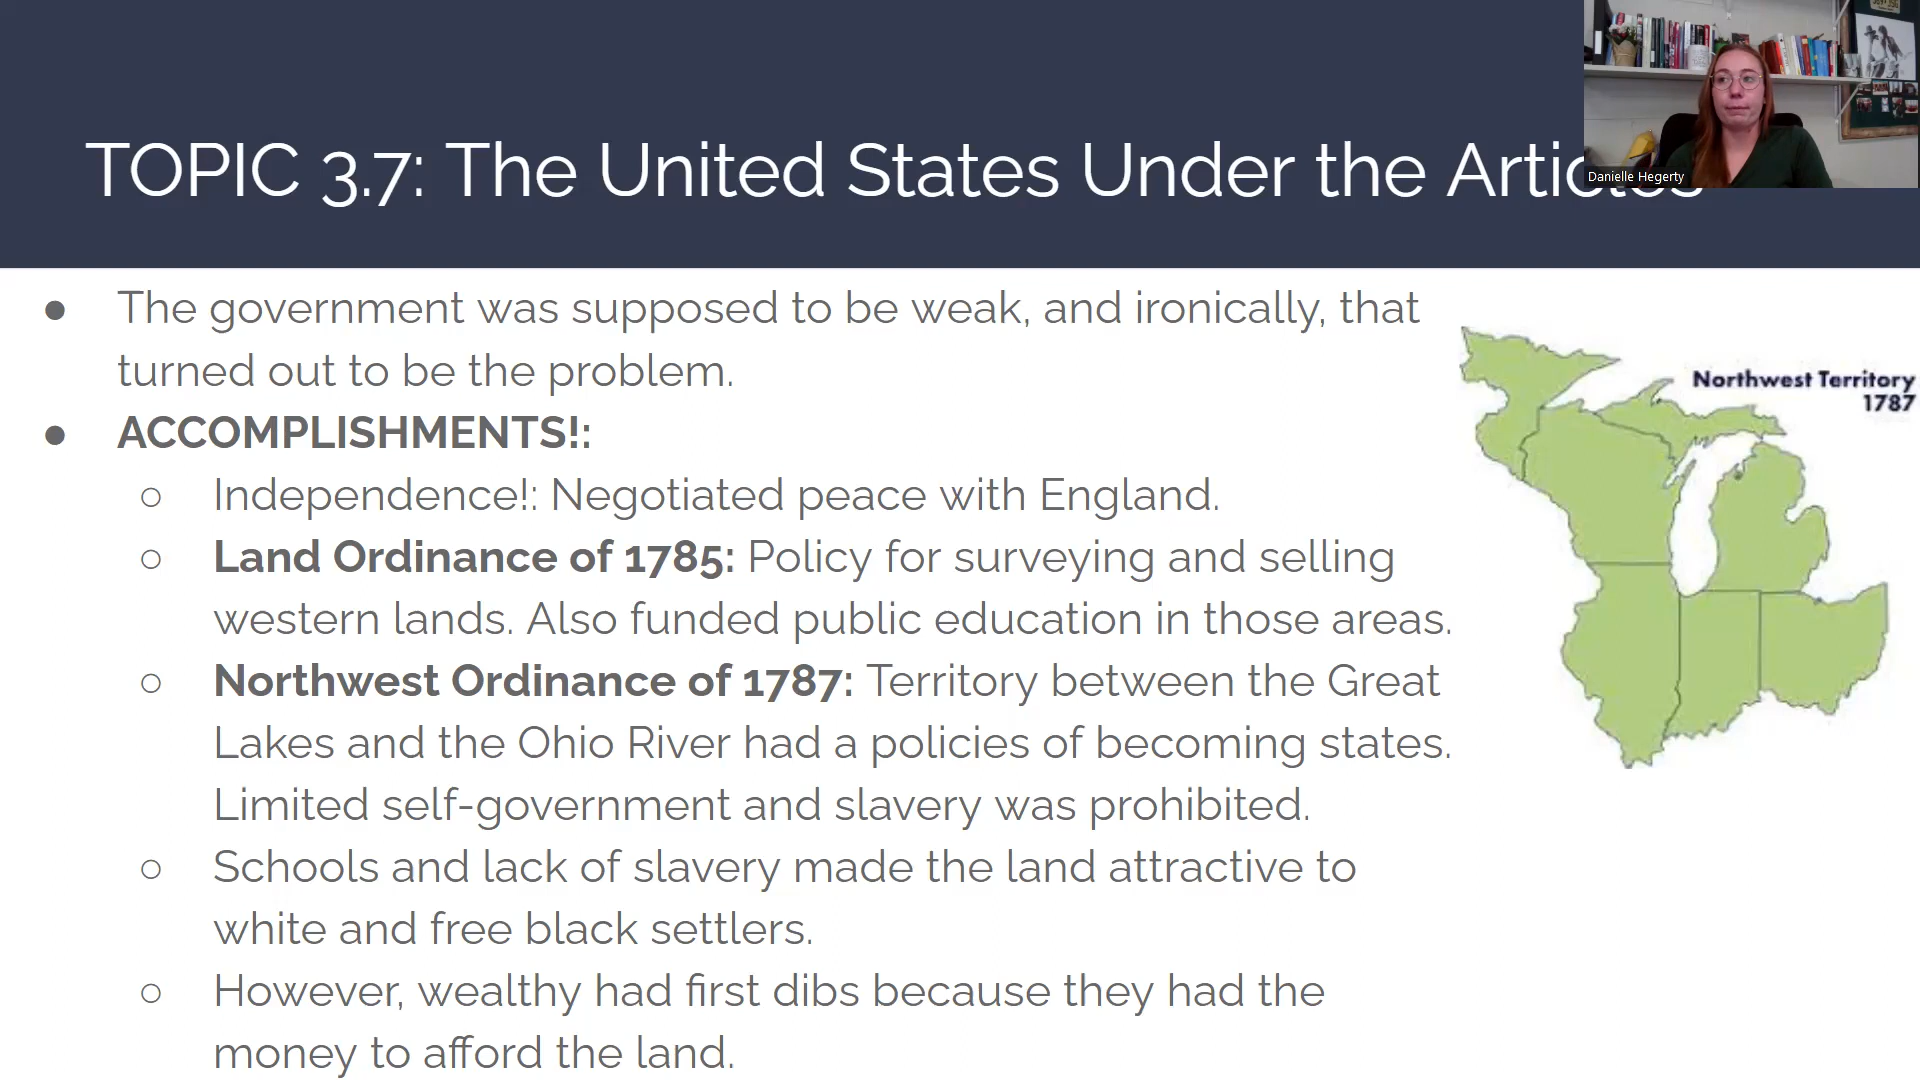 TOPIC 3.7: The United States Under the Articles
Danielle Hegerty
● The government was supposed to be weak, and ironically, that
turned out to be the problem.
● ACCOMPLISHMENTS!:
○ Independence!: Negotiated peace with England.
○ Land Ordinance of 1785: Policy for surveying and selling
western lands. Also funded public education in those areas.
○ Northwest Ordinance of 1787: Territory between the Great
Lakes and the Ohio River had a policies of becoming states.
Limited self-government and slavery was prohibited.
○ Schools and lack of slavery made the land attractive to
white and free black settlers.
○ However, wealthy had first dibs because they had the
money to afford the land.
Northwest Territory
1787